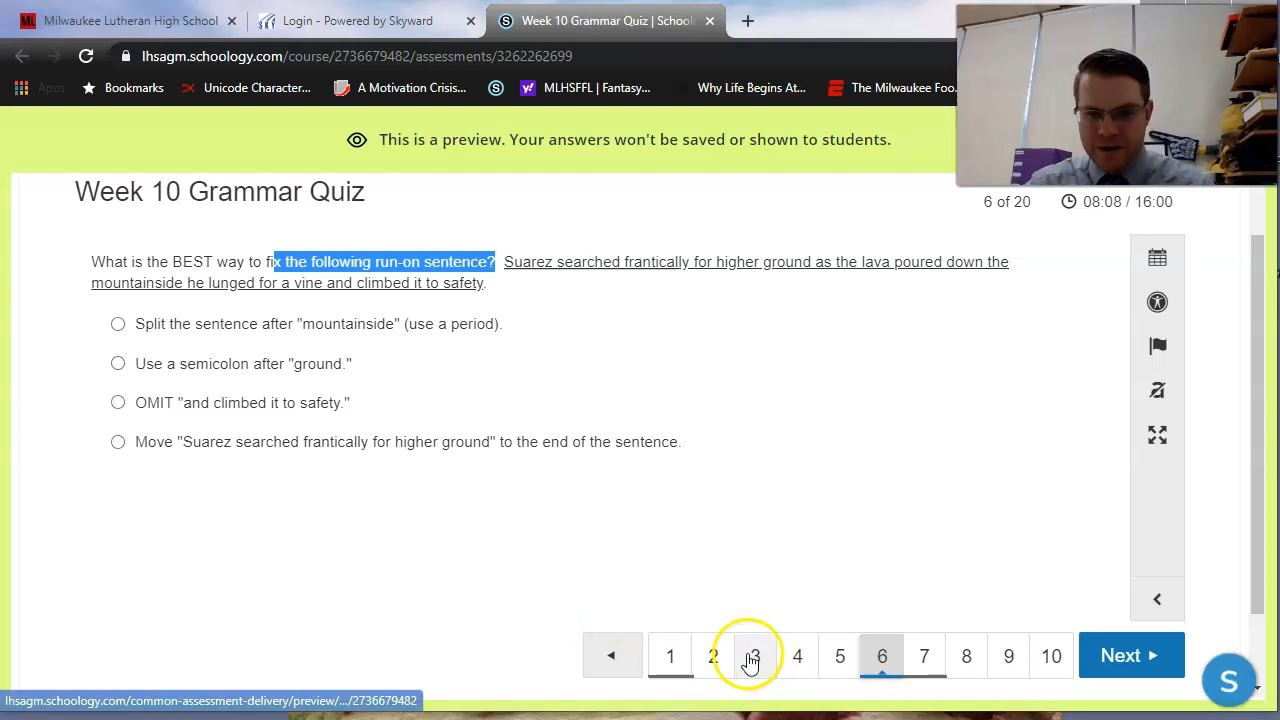 Milwaukee Lutheran High School
Login - Powered by Skyward
Week 10 Grammar Quiz | Schooli
lhsagm.schoology.com/course/2736679482/assessments/3262262699
Apps
Bookmarks
Unicode Character...
A Motivation Crisis...
MLHSFFL | Fantasy...
Why Life Begins At...
The Milwaukee Foo...
This is a preview. Your answers won't be saved or shown to students.
Week 10 Grammar Quiz
6 of 20
08:08 / 16:00
What is the BEST way to fix the following run-on sentence? Suarez searched frantically for higher ground as the lava poured down the
mountainside he lunged for a vine and climbed it to safety.
Split the sentence after "mountainside" (use a period).
Use a semicolon after "ground."
OMIT "and climbed it to safety."
Move "Suarez searched frantically for higher ground" to the end of the sentence.
1 2 3 4 5 6 7 8 9 10 Next
S
lhsagm.schoology.com/common-assessment-delivery/preview/.../2736679482